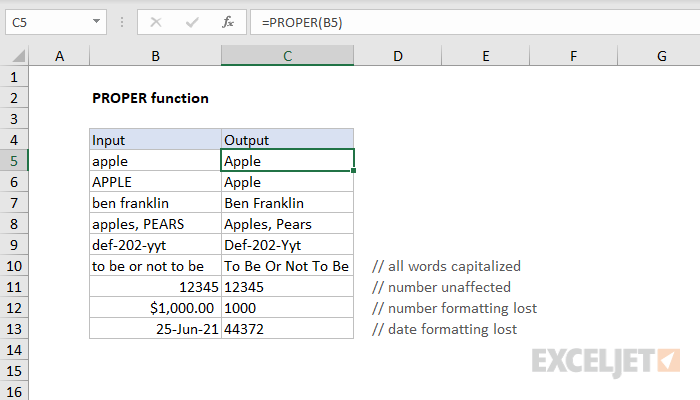 C5 fx =PROPER(B5)
A B C D E F G
1
2 PROPER function
3
4 Input Output
5 apple Apple
6 APPLE Apple
7 ben franklin Ben Franklin
8 apples, PEARS Apples, Pears
9 def-202-yyt Def-202-Yyt
10 to be or not to be To Be Or Not To Be // all words capitalized
11 12345 12345 // number unaffected
12 $1,000.00 1000 // number formatting lost
13 25-Jun-21 44372 // date formatting lost
14
15
16
EXCELJET